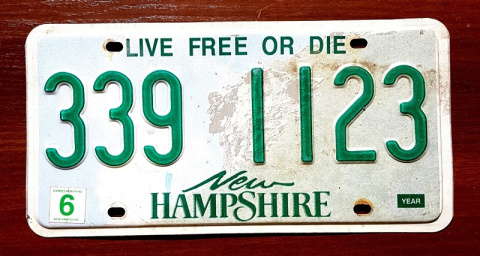 LIVE FREE OR DIE
339 1123
New
HAMPSHIRE
6
YEAR